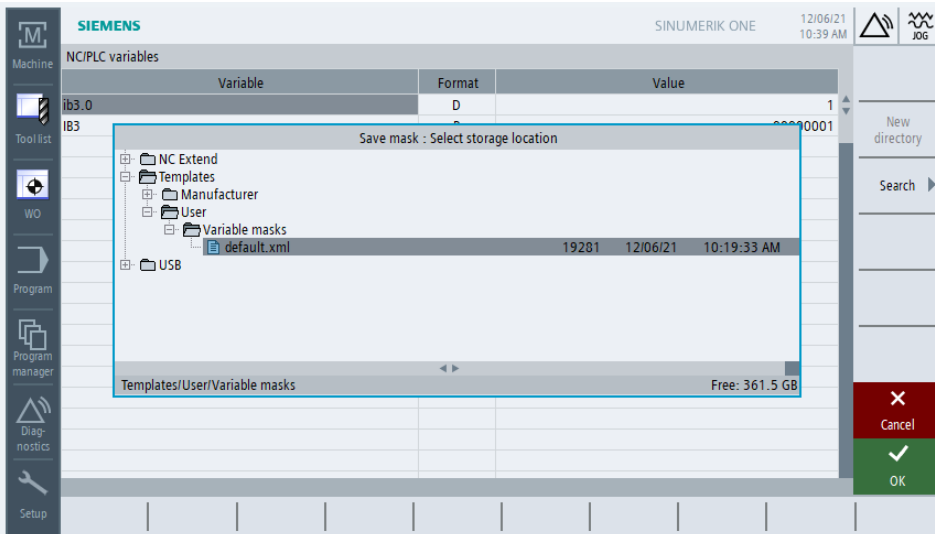 SIEMENS
SINUMERIK ONE
12/06/21
10:39 AM
JOG
M
Machine
NC/PLC variables
Variable Format Value
ib3.0 D 1
IB3 00000001
Tool list
WO
Program
Program
manager
Diag-
nostics
Setup
Save mask : Select storage location
NC Extend
Templates
Manufacturer
User
Variable masks
default.xml 19281 12/06/21 10:19:33 AM
USB
Templates/User/Variable masks Free: 361.5 GB
New
directory
Search
Cancel
OK